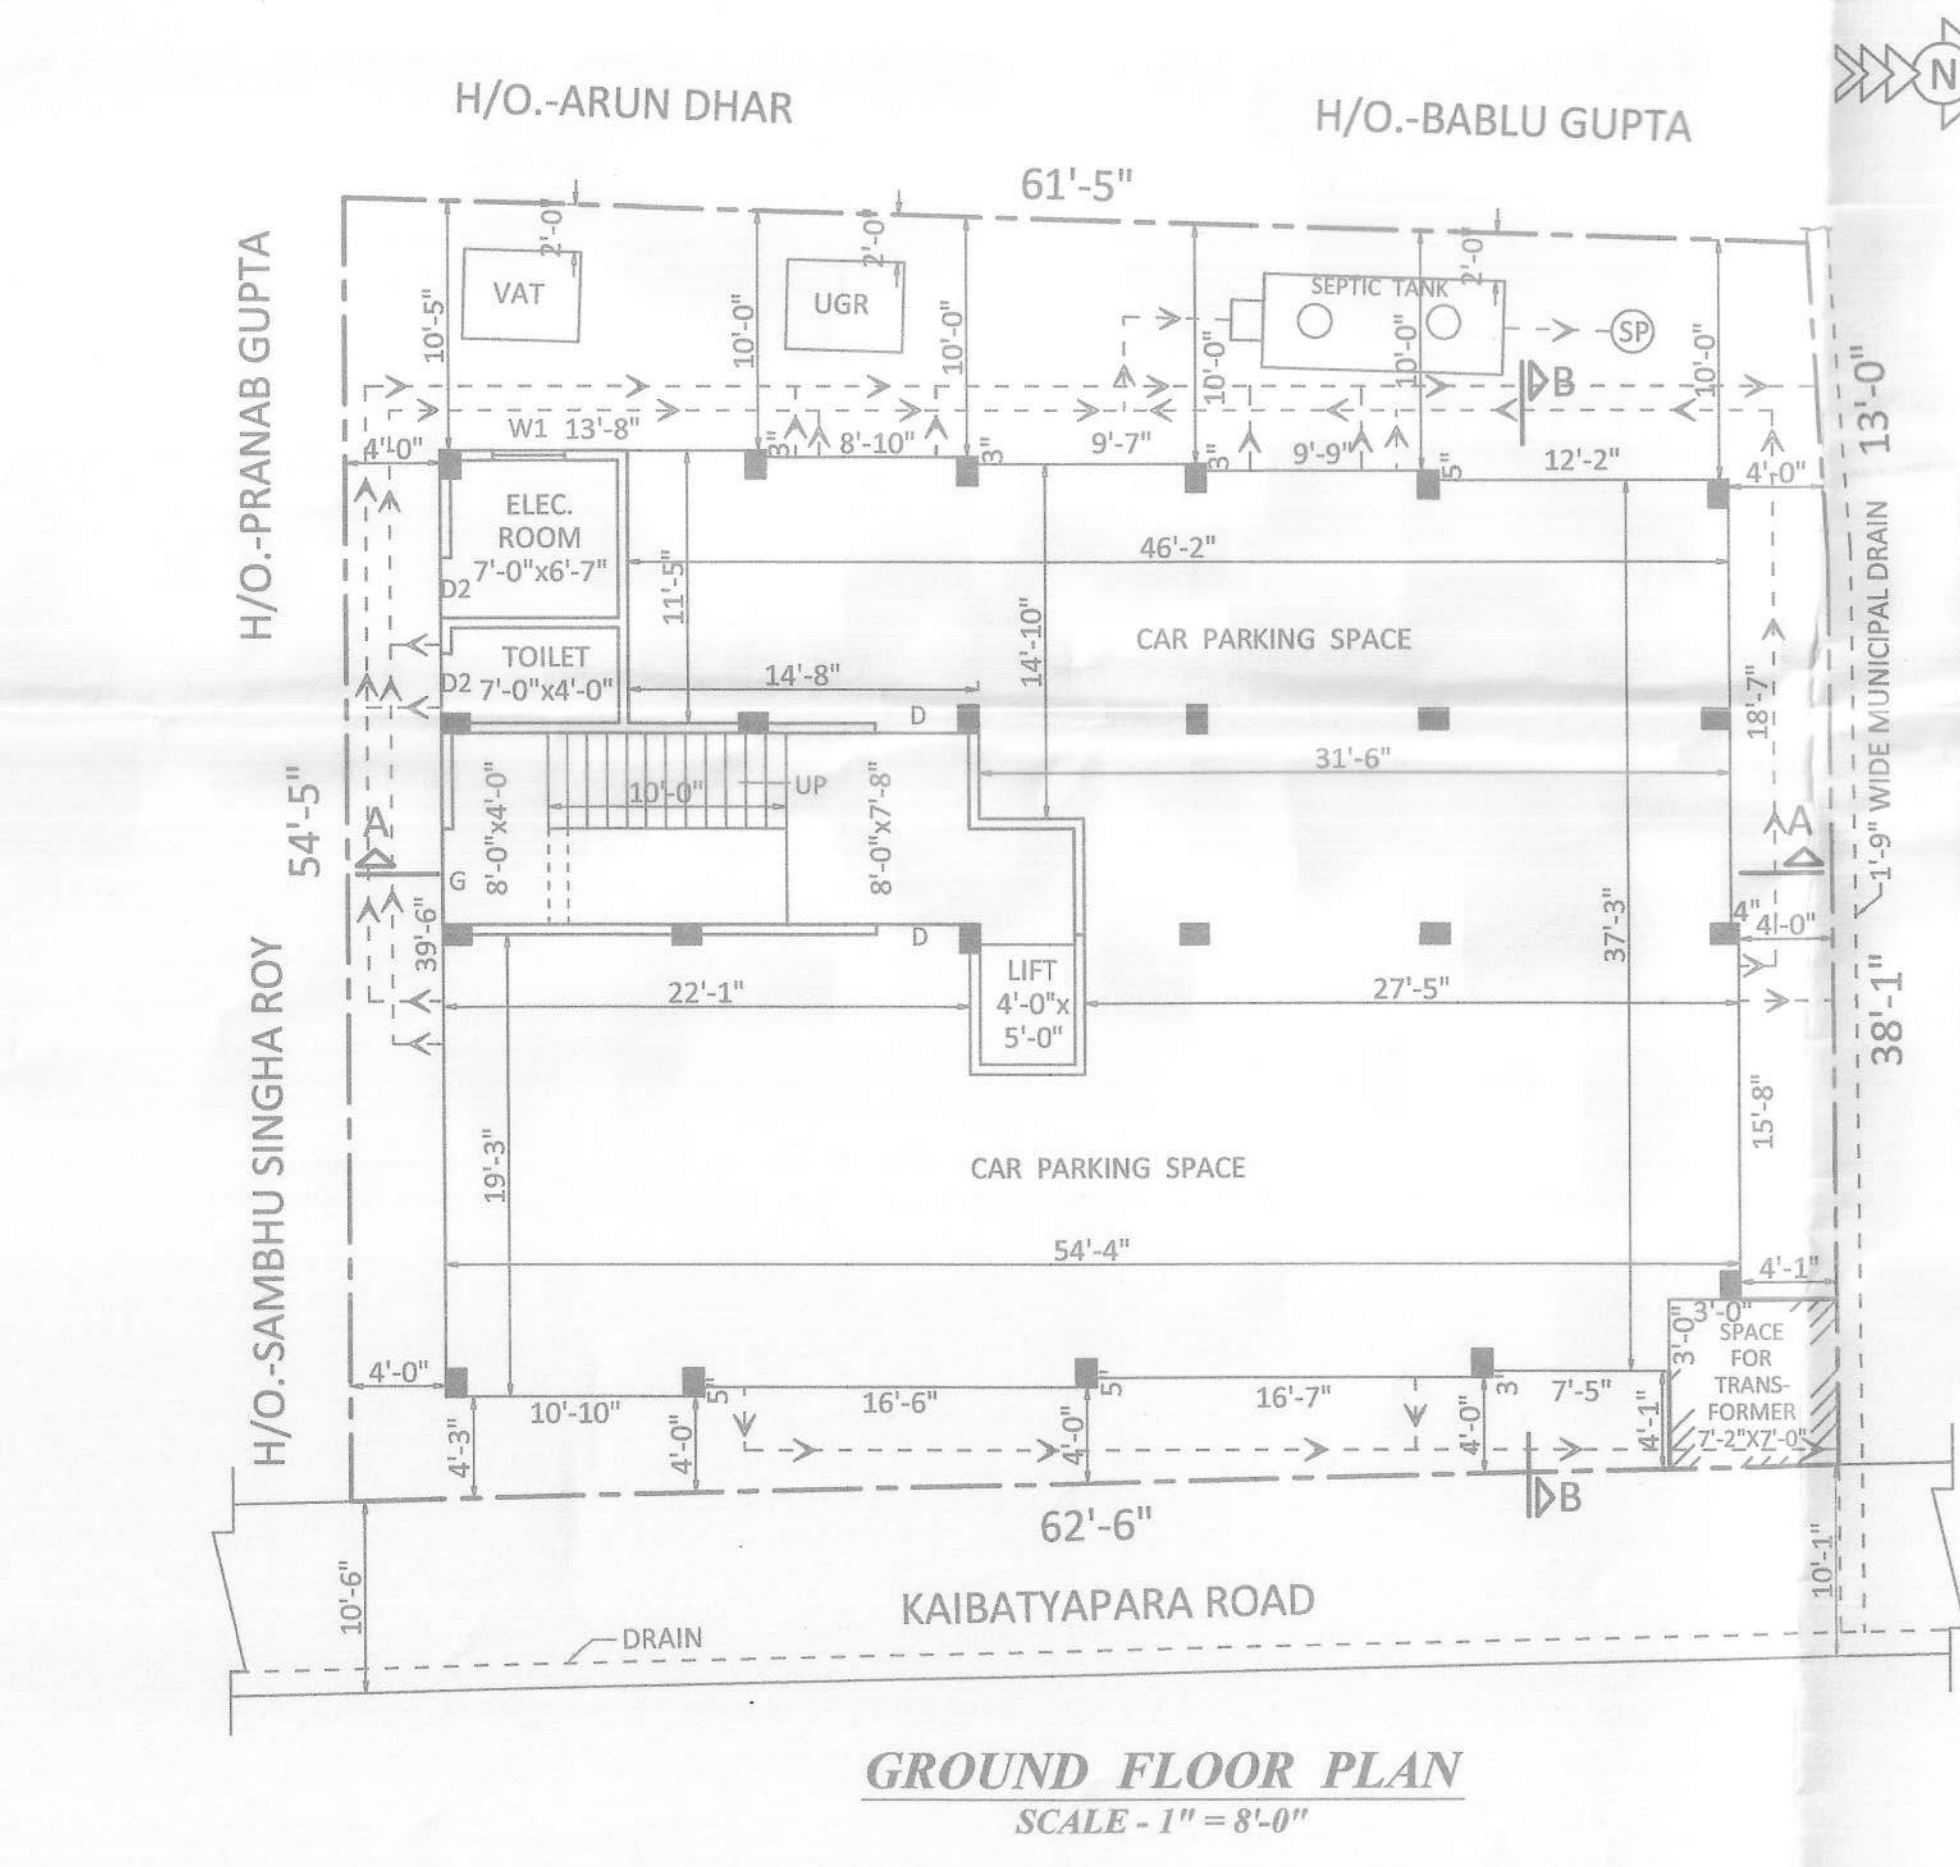 N
H/O.-ARUN DHAR
H/O.-BABLU GUPTA
61'-5"
H/O.-PRANAB GUPTA
H/O.-SAMBHU SINGHA ROY
54'-5"
VAT
2'-0"
UGR
2'-0"
SEPTIC TANK
2'-0"
SP
10'-5"
10'-0"
10'-0"
10'-0"
10'-0"
10'-0"
B
13'-0"
4'-0"
W1 13'-8"
3"
8'-10"
3"
9'-7"
3"
9'-9"
5"
12'-2"
4'-0"
ELEC.
ROOM
7'-0"x6'-7"
D2
11'-5"
46'-2"
14'-10"
CAR PARKING SPACE
TOILET
7'-0"x4'-0"
D2
14'-8"
D
18'-7"
1'-9" WIDE MUNICIPAL DRAIN
31'-6"
10'-0"
UP
8'-0"x4'-0"
8'-0"x7'-8"
A
A
G
39'-6"
37'-3"
4"
4'-0"
D
LIFT
4'-0"x
5'-0"
22'-1"
27'-5"
38'-1"
15'-8"
19'-3"
CAR PARKING SPACE
54'-4"
4'-1"
3'-0"
3'-0"
SPACE
FOR
TRANS-
FORMER
7'-2"X7'-0"
4'-0"
10'-10"
5"
16'-6"
5"
16'-7"
3"
7'-5"
4'-3"
4'-0"
4'-0"
4'-0"
4'-1"
B
62'-6"
10'-6"
10'-1"
KAIBATYAPARA ROAD
DRAIN
GROUND FLOOR PLAN
SCALE - 1" = 8'-0"